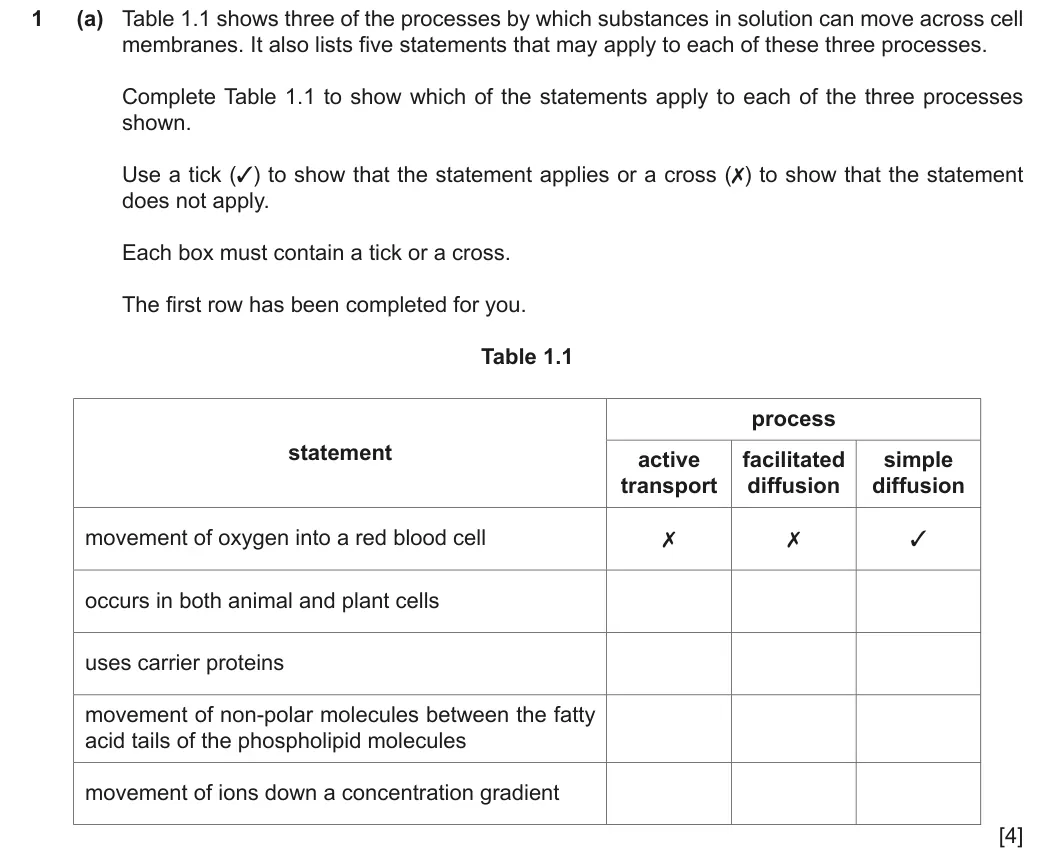 1 (a) Table 1.1 shows three of the processes by which substances in solution can move across cell
membranes. It also lists five statements that may apply to each of these three processes.
Complete Table 1.1 to show which of the statements apply to each of the three processes
shown.
Use a tick (✓) to show that the statement applies or a cross (✗) to show that the statement
does not apply.
Each box must contain a tick or a cross.
The first row has been completed for you.
Table 1.1
statement
process
active
transport
facilitated
diffusion
simple
diffusion
movement of oxygen into a red blood cell ✗ ✗ ✓
occurs in both animal and plant cells
uses carrier proteins
movement of non-polar molecules between the fatty
acid tails of the phospholipid molecules
movement of ions down a concentration gradient
[4]